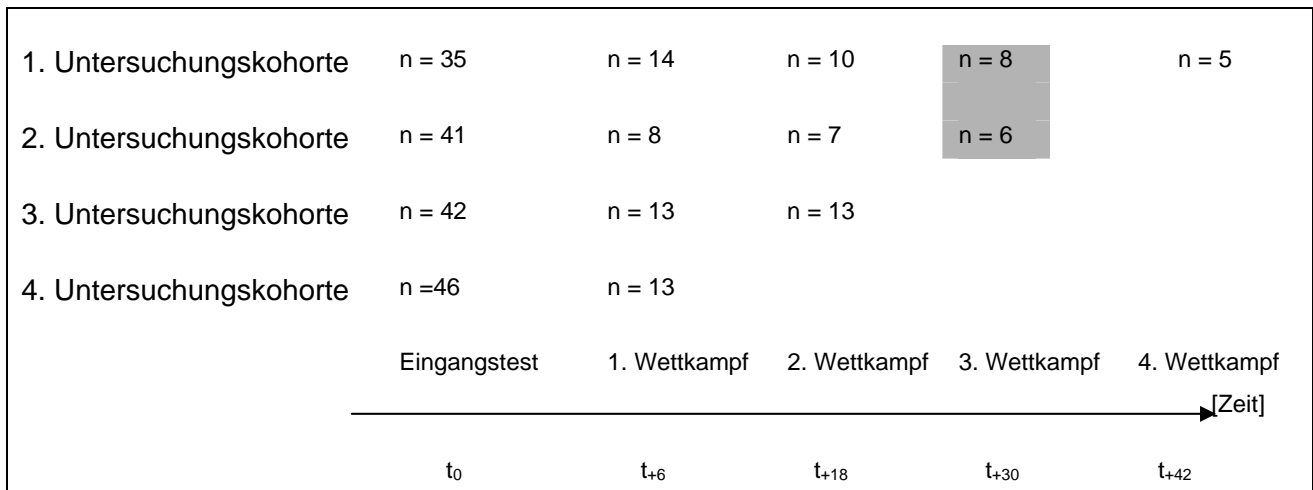 1. Untersuchungskohorte n = 35 n = 14 n = 10 n = 8 n = 5
2. Untersuchungskohorte n = 41 n = 8 n = 7 n = 6
3. Untersuchungskohorte n = 42 n = 13 n = 13
4. Untersuchungskohorte n =46 n = 13
Eingangstest 1. Wettkampf 2. Wettkampf 3. Wettkampf 4. Wettkampf
[Zeit]
t0 t+6 t+18 t+30 t+42